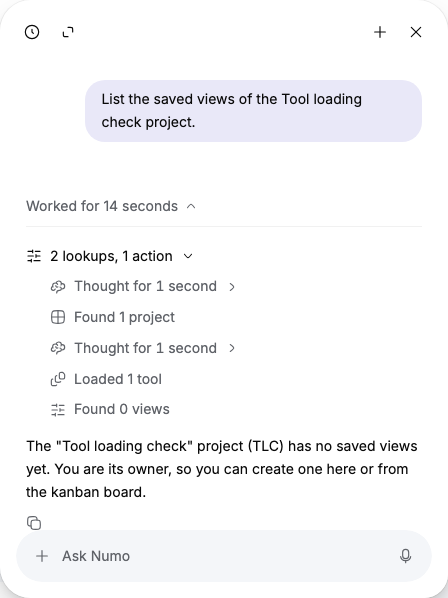 List the saved views of the Tool loading
check project.
Worked for 14 seconds
2 lookups, 1 action
Thought for 1 second
Found 1 project
Thought for 1 second
Loaded 1 tool
Found 0 views
The "Tool loading check" project (TLC) has no saved views
yet. You are its owner, so you can create one here or from
the kanban board.
Ask Numo